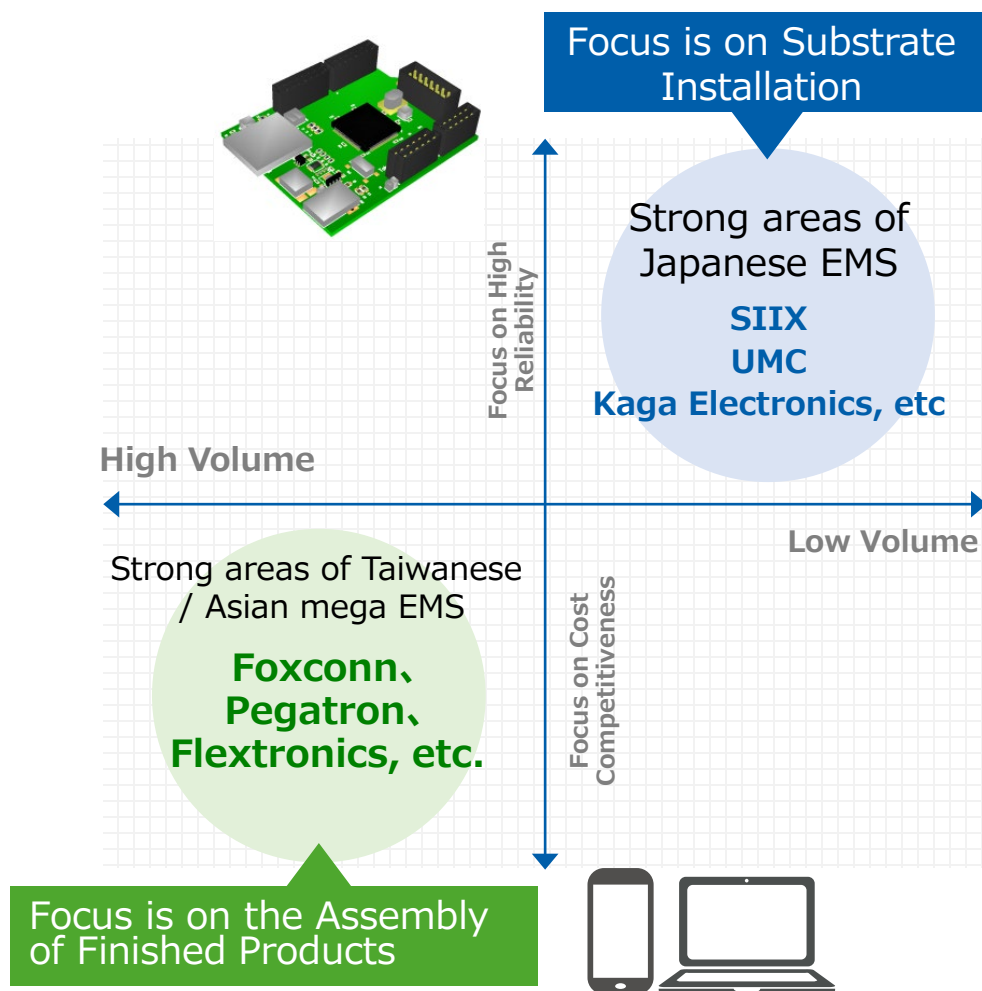 Focus is on Substrate
Installation
Strong areas of
Japanese EMS
SIIX
UMC
Kaga Electronics, etc
Focus on High
Reliability
High Volume
Low Volume
Strong areas of Taiwanese
/ Asian mega EMS
Foxconn、
Pegatron、
Flextronics, etc.
Focus on Cost
Competitiveness
Focus is on the Assembly
of Finished Products